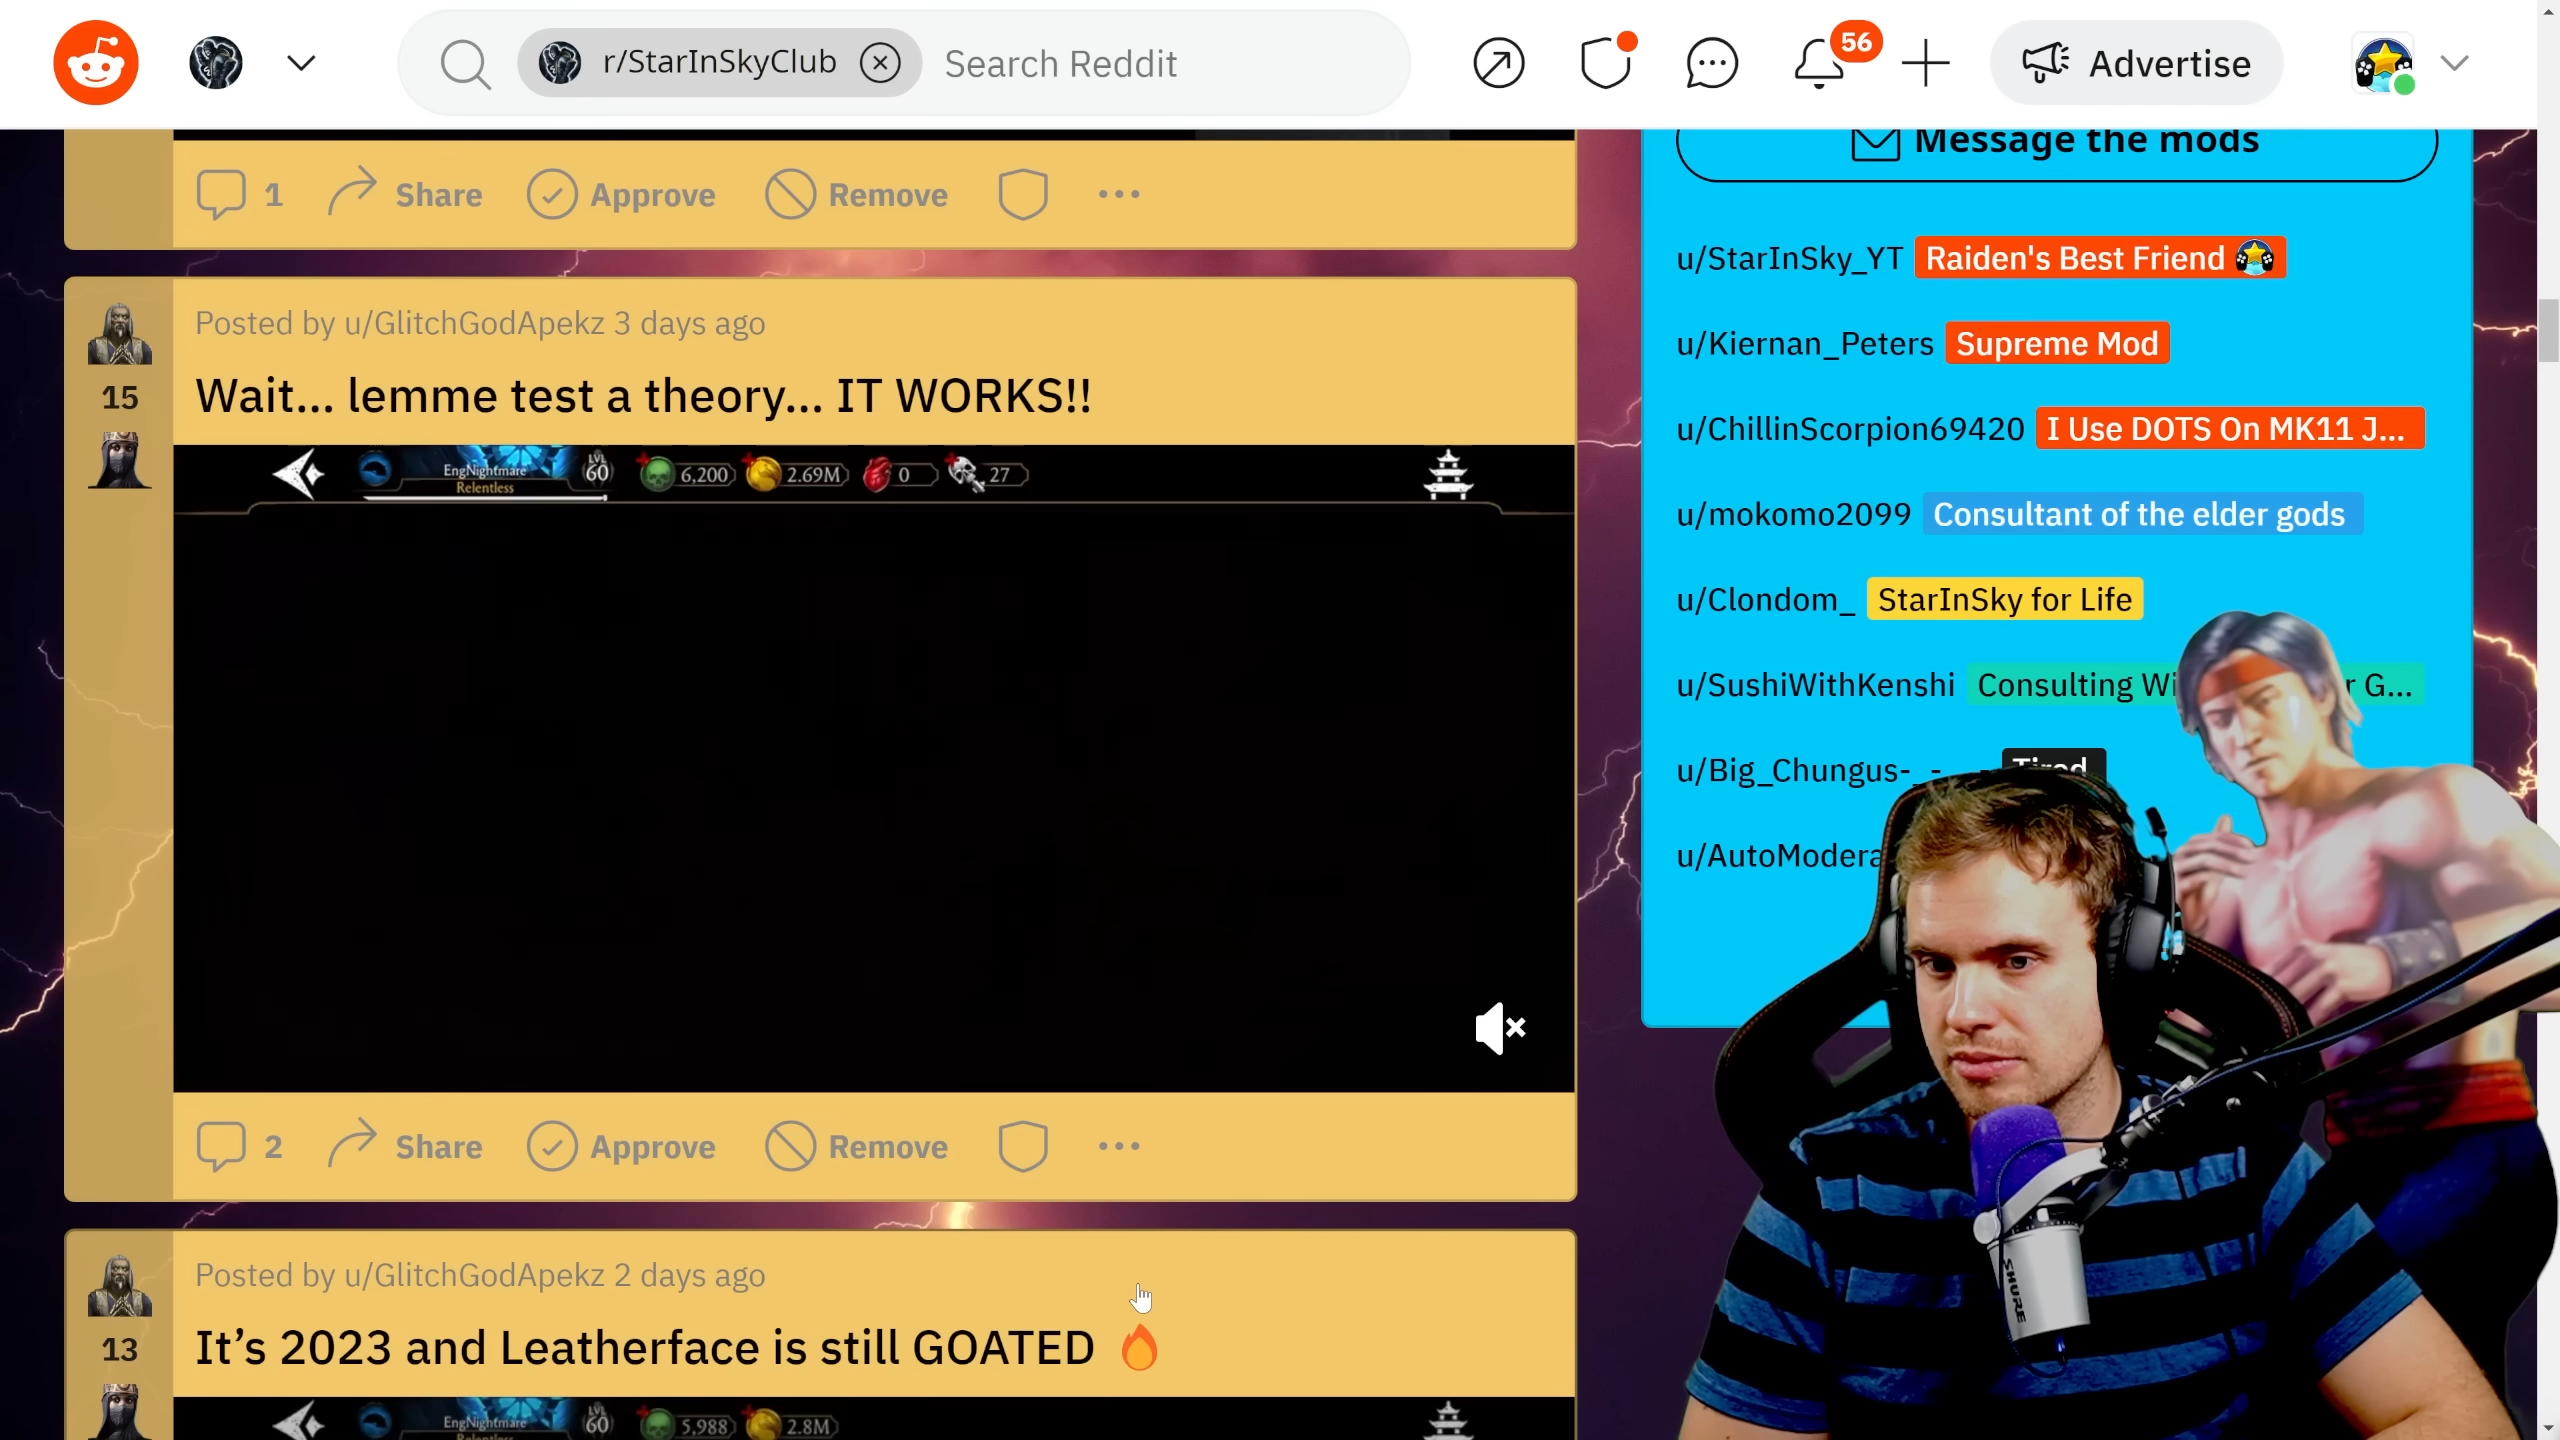 r/StarInSkyClub
Search Reddit
56
Advertise
1
Share
Approve
Remove
Posted by u/GlitchGodApekz 3 days ago
15
Wait... lemme test a theory... IT WORKS!!
EngNightmare
Relentless
LVL
60
6,200
2.69M
0
27
2
Share
Approve
Remove
Posted by u/GlitchGodApekz 2 days ago
13
It’s 2023 and Leatherface is still GOATED 🔥
EngNightmare
Relentless
LVL
60
5,988
2.8M
Message the mods
u/StarInSky_YT Raiden's Best Friend
u/Kiernan_Peters Supreme Mod
u/ChillinScorpion69420 I Use DOTS On MK11 J...
u/mokomo2099 Consultant of the elder gods
u/Clondom_ StarInSky for Life
u/SushiWithKenshi Consulting Wi r G...
u/Big_Chungus-_- Tired
u/AutoModera
SHURE